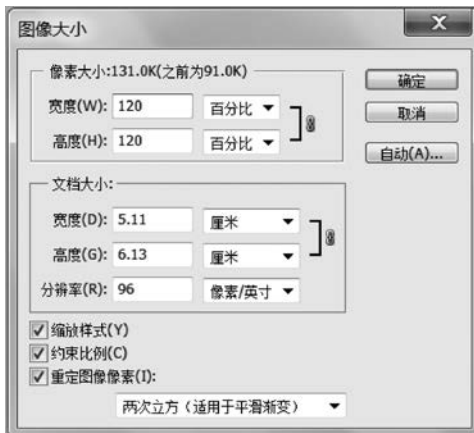 图像大小
像素大小:131.0K(之前为91.0K)
确定
宽度(W): 120 百分比
取消
高度(H): 120 百分比
自动(A)...
文档大小:
宽度(D): 5.11 厘米
高度(G): 6.13 厘米
分辨率(R): 96 像素/英寸
缩放样式(Y)
约束比例(C)
重定图像像素(I):
两次立方（适用于平滑渐变）